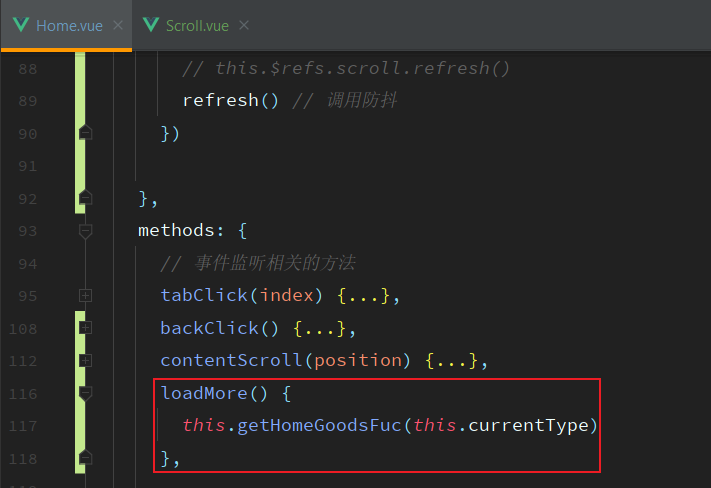 Home.vue × Scroll.vue ×
88 // this.$refs.scroll.refresh()
89 refresh() // 调用防抖
90 })
91
92 },
93 methods: {
94 // 事件监听相关的方法
95 tabClick(index) {...},
108 backClick() {...},
112 contentScroll(position) {...},
116 loadMore() {
117 this.getHomeGoodsFuc(this.currentType)
118 },